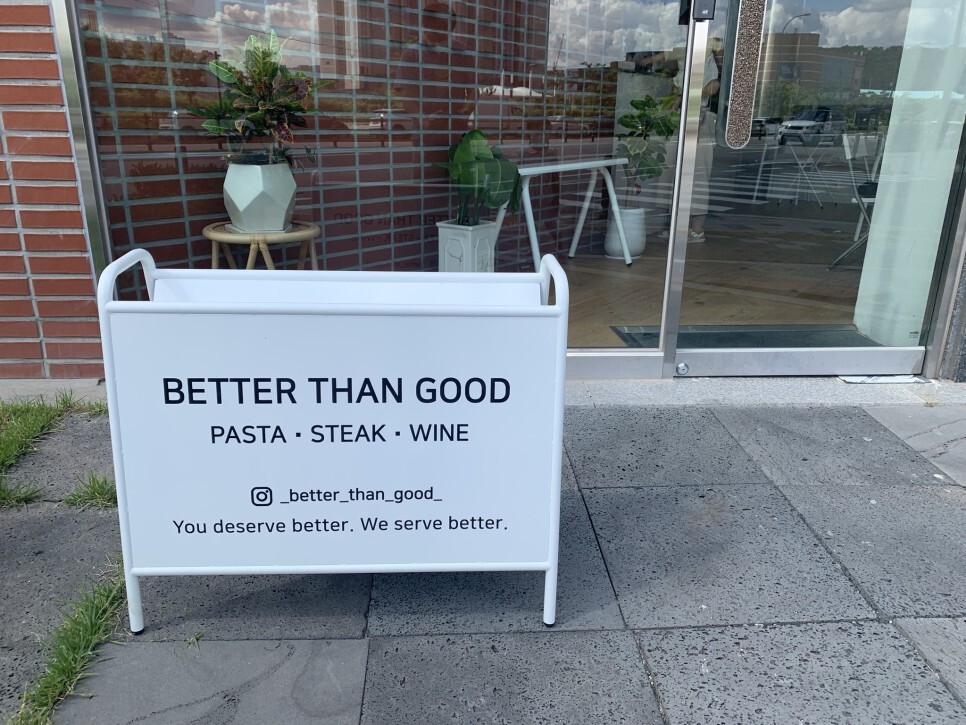 BETTER THAN GOOD
PASTA · STEAK · WINE
_better_than_good_
You deserve better. We serve better.